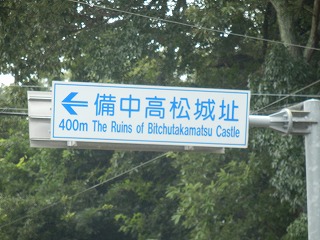 ← 備中高松城址
400m The Ruins of Bitchutakamatsu Castle